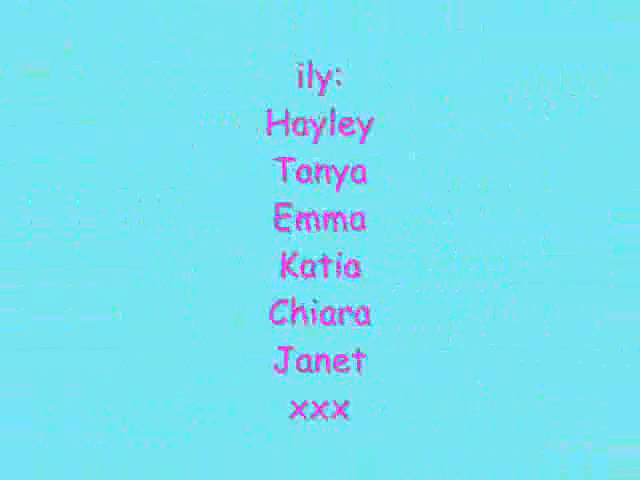 ily:
Hayley
Tanya
Emma
Katia
Chiara
Janet
xxx